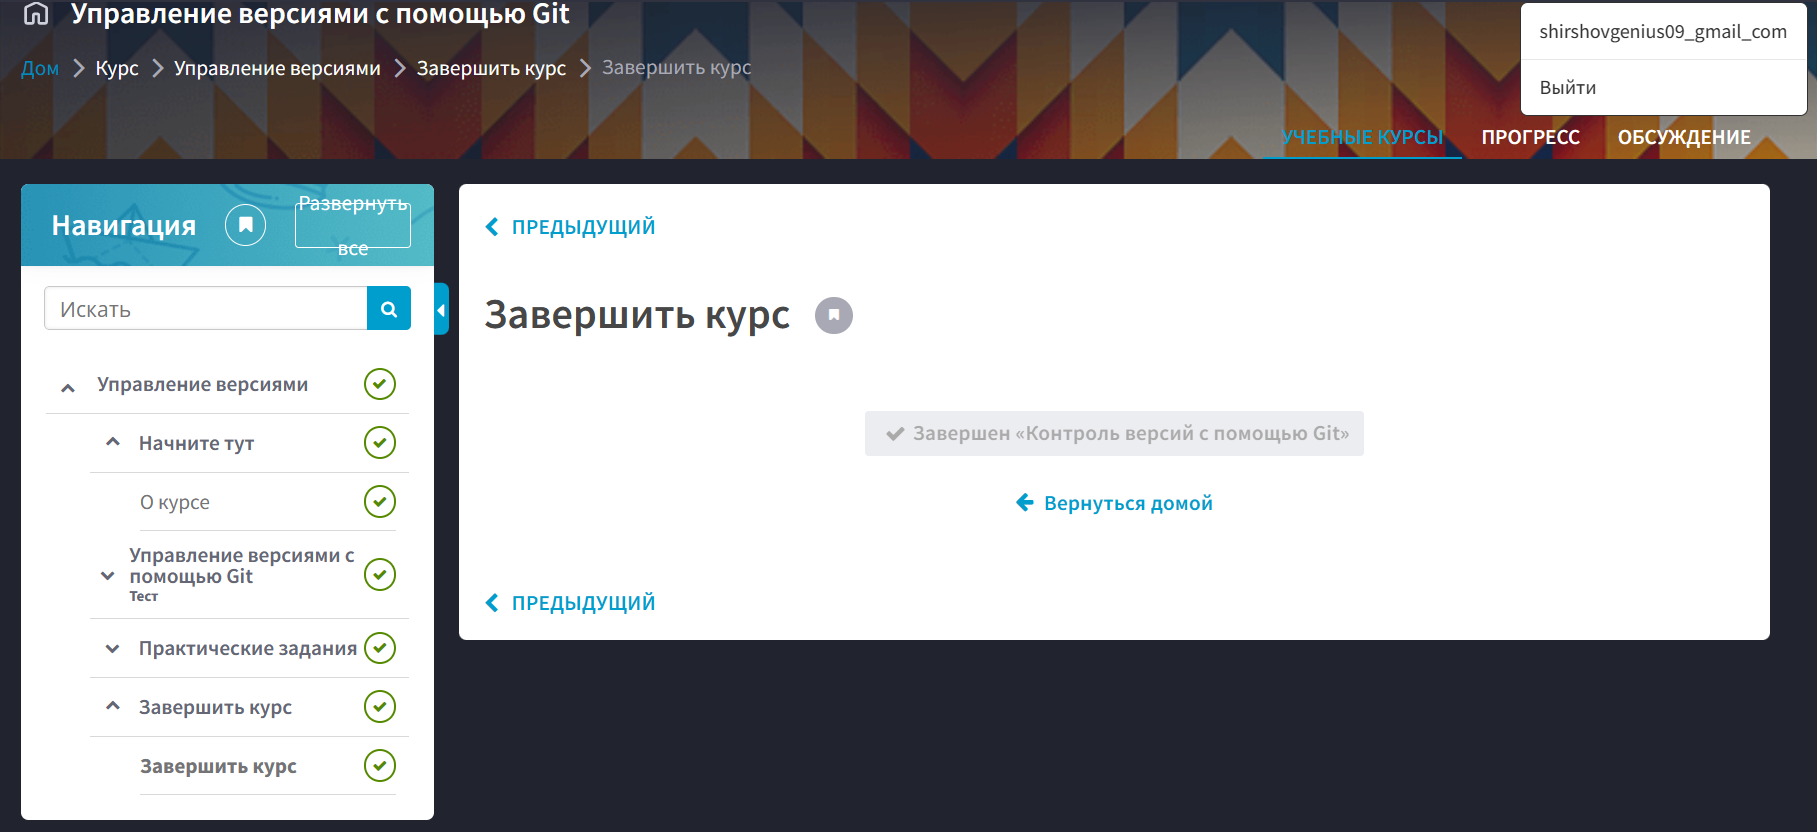 Управление версиями с помощью Git
Дом
Курс
Управление версиями
Завершить курс
Завершить курс
shirshovgenius09_gmail_com
Выйти
УЧЕБНЫЕ КУРСЫ
ПРОГРЕСС
ОБСУЖДЕНИЕ
Навигация
Развернуть
все
Искать
Управление версиями
Начните тут
О курсе
Управление версиями с
помощью Git
Тест
Практические задания
Завершить курс
Завершить курс
ПРЕДЫДУЩИЙ
Завершить курс
Завершен «Контроль версий с помощью Git»
Вернуться домой
ПРЕДЫДУЩИЙ